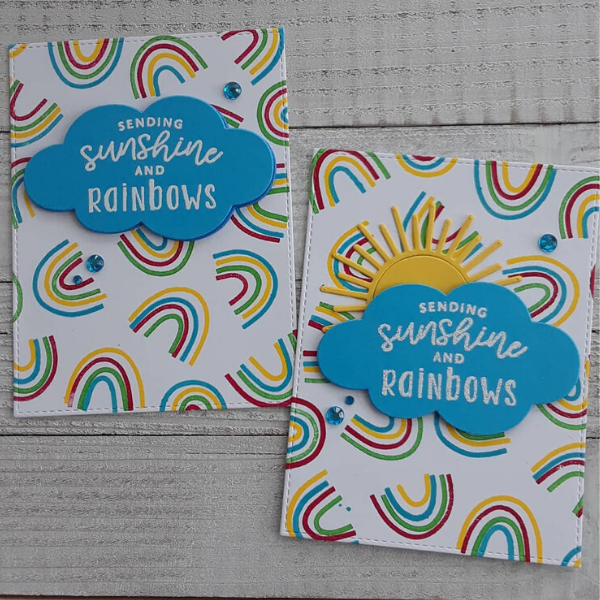 SENDING
sunshine
AND
RAINBOWS
SENDING
sunshine
AND
RAINBOWS